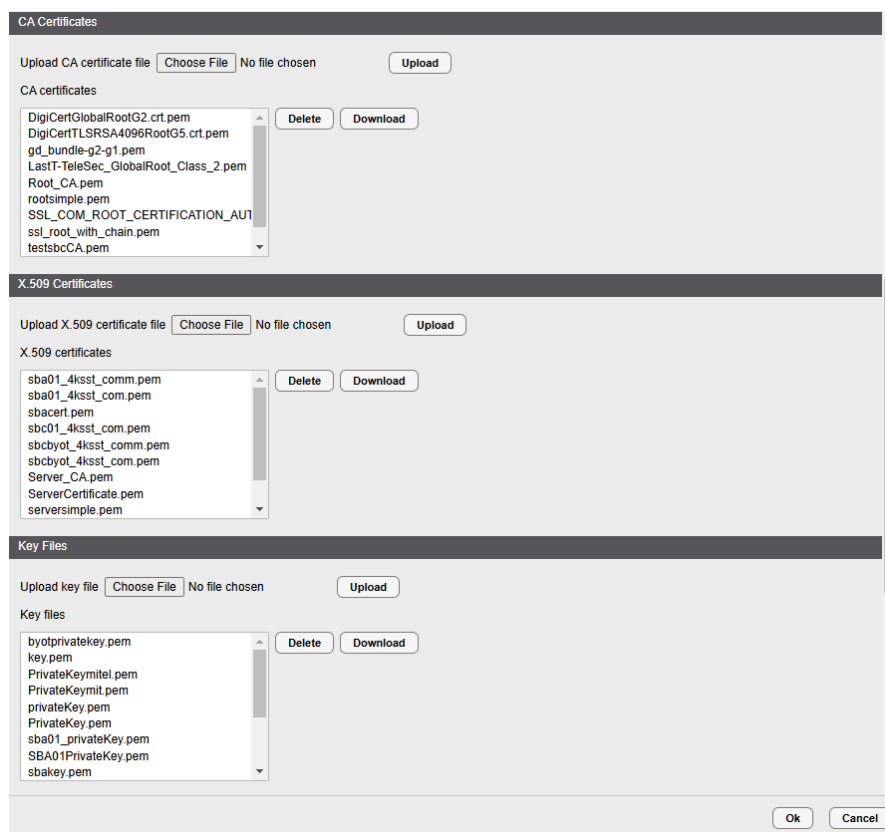 CA Certificates
Upload CA certificate file Choose File No file chosen Upload
CA certificates
DigiCertGlobalRootG2.crt.pem
DigiCertTLSRSA4096RootG5.crt.pem
gd_bundle-g2-g1.pem
LastT-TeleSec_GlobalRoot_Class_2.pem
Root_CA.pem
rootsimple.pem
SSL_COM_ROOT_CERTIFICATION_AUT
ssl_root_with_chain.pem
testsbcCA.pem
Delete Download
X.509 Certificates
Upload X.509 certificate file Choose File No file chosen Upload
X.509 certificates
sba01_4ksst_comm.pem
sba01_4ksst_com.pem
sbacert.pem
sbc01_4ksst_com.pem
sbcbyot_4ksst_comm.pem
sbcbyot_4ksst_com.pem
Server_CA.pem
ServerCertificate.pem
serversimple.pem
Delete Download
Key Files
Upload key file Choose File No file chosen Upload
Key files
byotprivatekey.pem
key.pem
PrivateKeymitel.pem
PrivateKeymit.pem
privateKey.pem
PrivateKey.pem
sba01_privateKey.pem
SBA01PrivateKey.pem
sbakey.pem
Delete Download
Ok Cancel